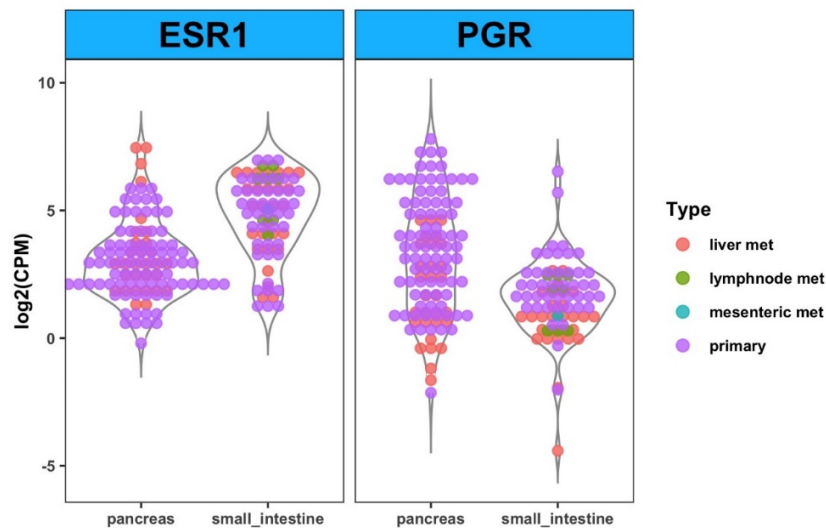 ESR1
PGR
log2(CPM)
10
5
0
-5
pancreas
small_intestine
pancreas
small_intestine
Type
liver met
lymphnode met
mesenteric met
primary